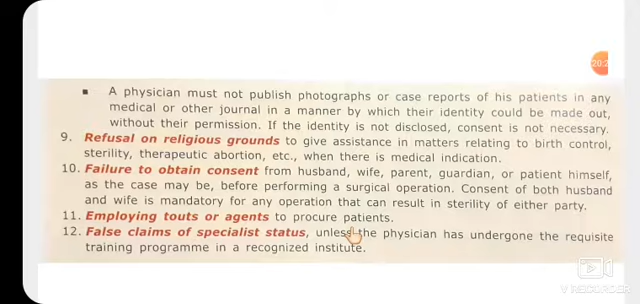 20:2
▪ A physician must not publish photographs or case reports of his patients in any
medical or other journal in a manner by which their identity could be made out,
without their permission. If the identity is not disclosed, consent is not necessary.
9. Refusal on religious grounds to give assistance in matters relating to birth control,
sterility, therapeutic abortion, etc., when there is medical indication.
10. Failure to obtain consent from husband, wife, parent, guardian, or patient himself,
as the case may be, before performing a surgical operation. Consent of both husband
and wife is mandatory for any operation that can result in sterility of either party.
11. Employing touts or agents to procure patients.
12. False claims of specialist status, unless the physician has undergone the requisite
training programme in a recognized institute.
V RECORDER